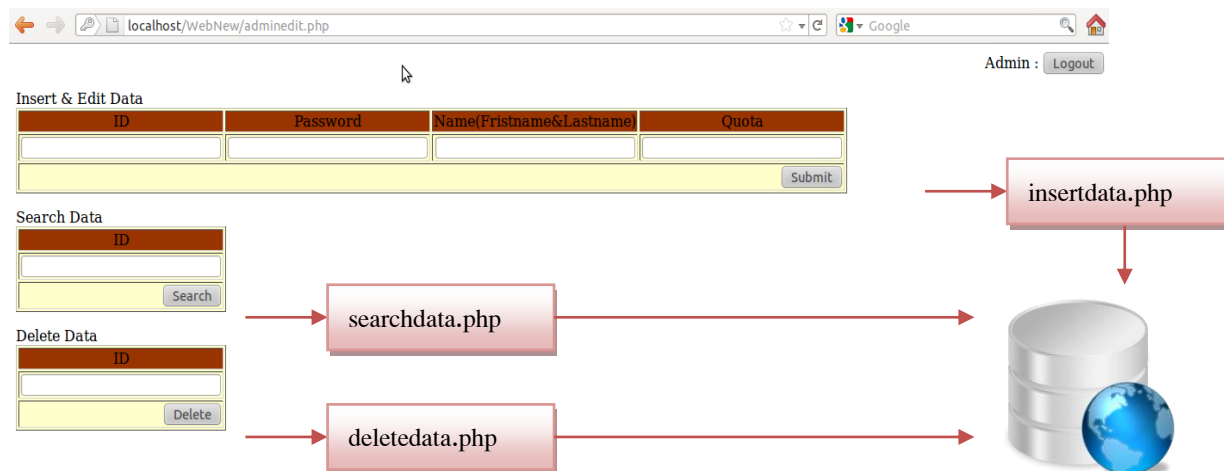 localhost/WebNew/adminedit.php
Google
Admin : Logout
Insert & Edit Data
ID Password Name(Fristname&Lastname) Quota
Submit
insertdata.php
Search Data
ID
Search
searchdata.php
Delete Data
ID
Delete
deletedata.php